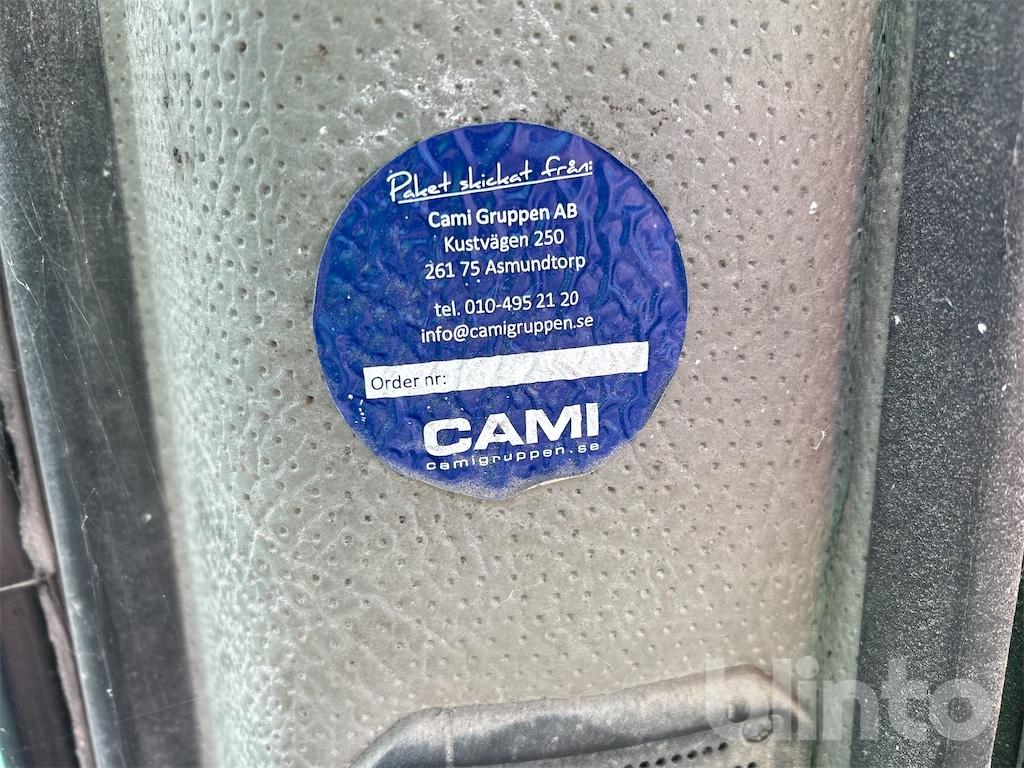 Paket skickat från:
Cami Gruppen AB
Kustvägen 250
261 75 Asmundtorp
tel. 010-495 21 20
info@camigruppen.se
Order nr:
CAMI
camigruppen.se
blinto